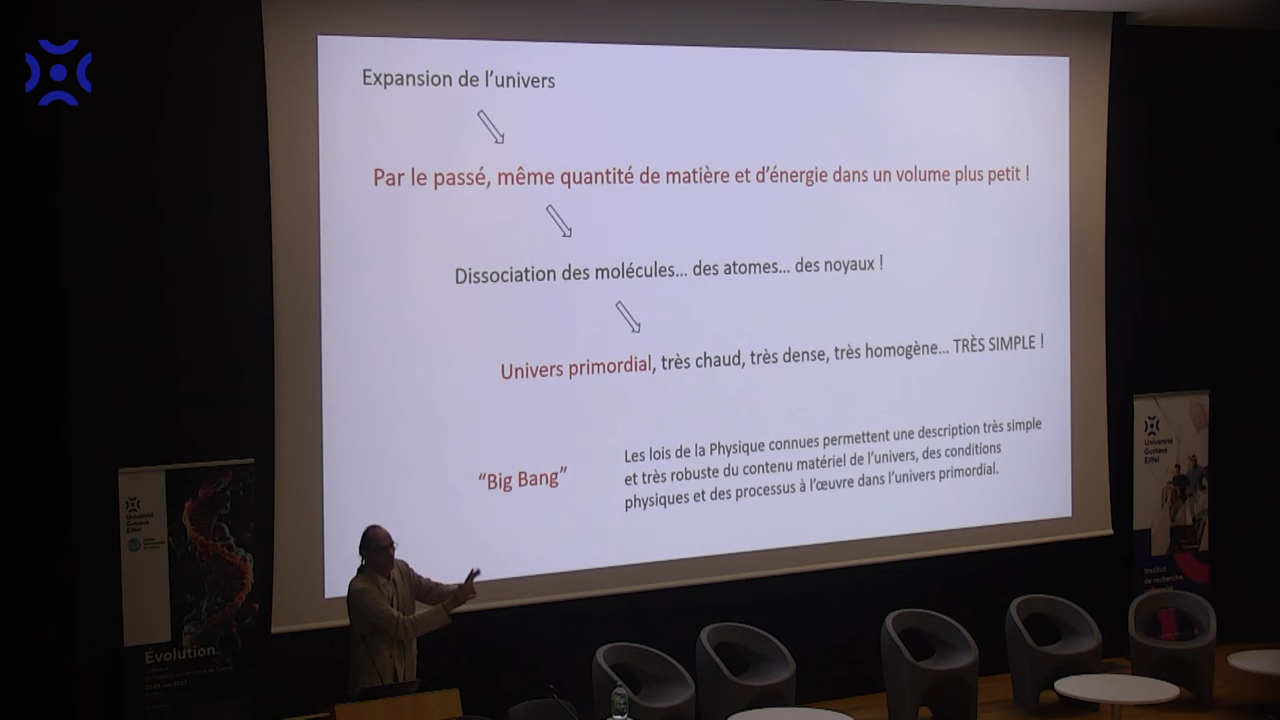 Expansion de l'univers
Par le passé, même quantité de matière et d'énergie dans un volume plus petit !
Dissociation des molécules... des atomes... des noyaux !
Univers primordial, très chaud, très dense, très homogène... TRÈS SIMPLE !
"Big Bang"
Les lois de la Physique connues permettent une description très simple
et très robuste du contenu matériel de l'univers, des conditions
physiques et des processus à l'œuvre dans l'univers primordial.
Université
Gustave
Eiffel
Évolution
Université
Gustave
Eiffel
Institut
de recherche